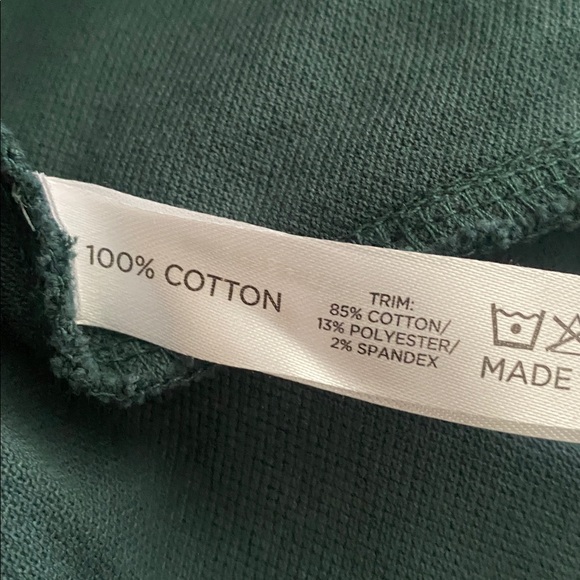 100% COTTON
TRIM:
85% COTTON/
13% POLYESTER/
2% SPANDEX
MADE